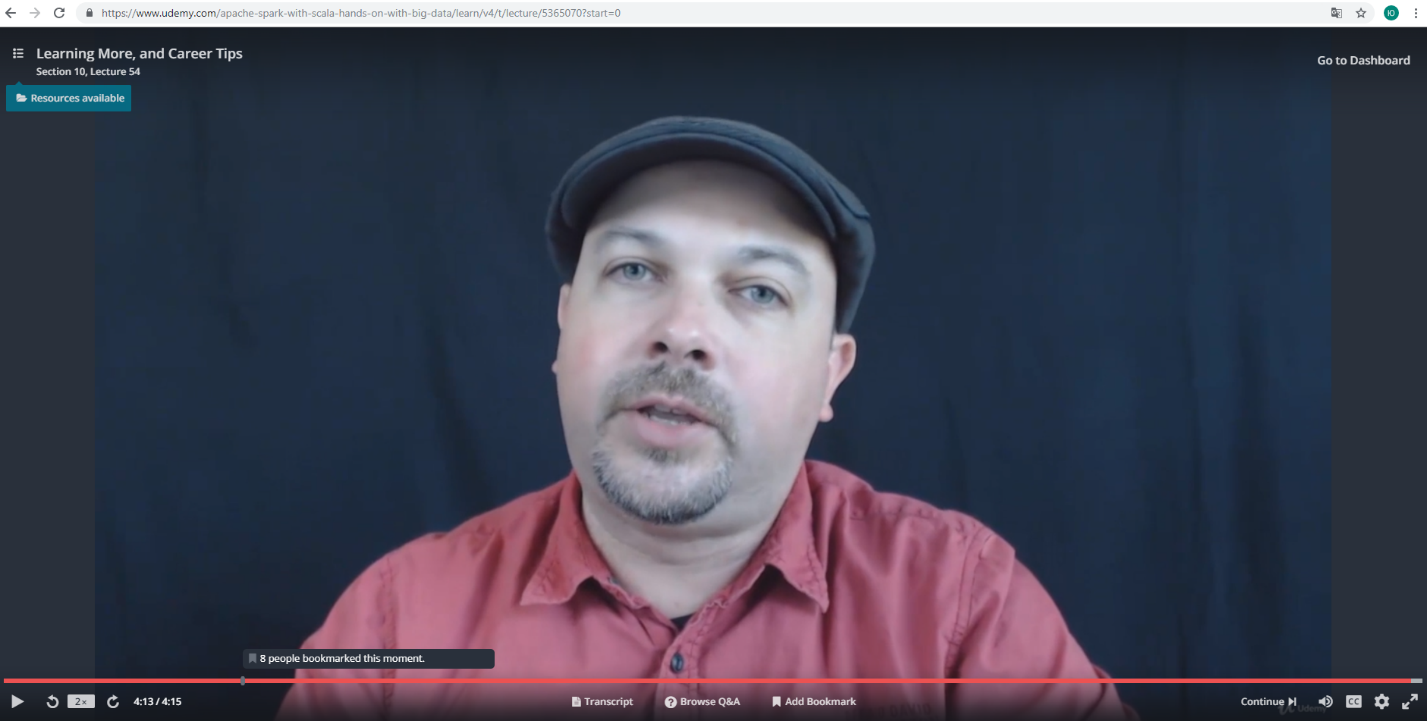 https://www.udemy.com/apache-spark-with-scala-hands-on-with-big-data/learn/v4/t/lecture/5365070?start=0
Ю
Learning More, and Career Tips
Section 10, Lecture 54
Go to Dashboard
Resources available
8 people bookmarked this moment.
2x
4:13 / 4:15
Transcript
Browse Q&A
Add Bookmark
Continue
CC
Udemy